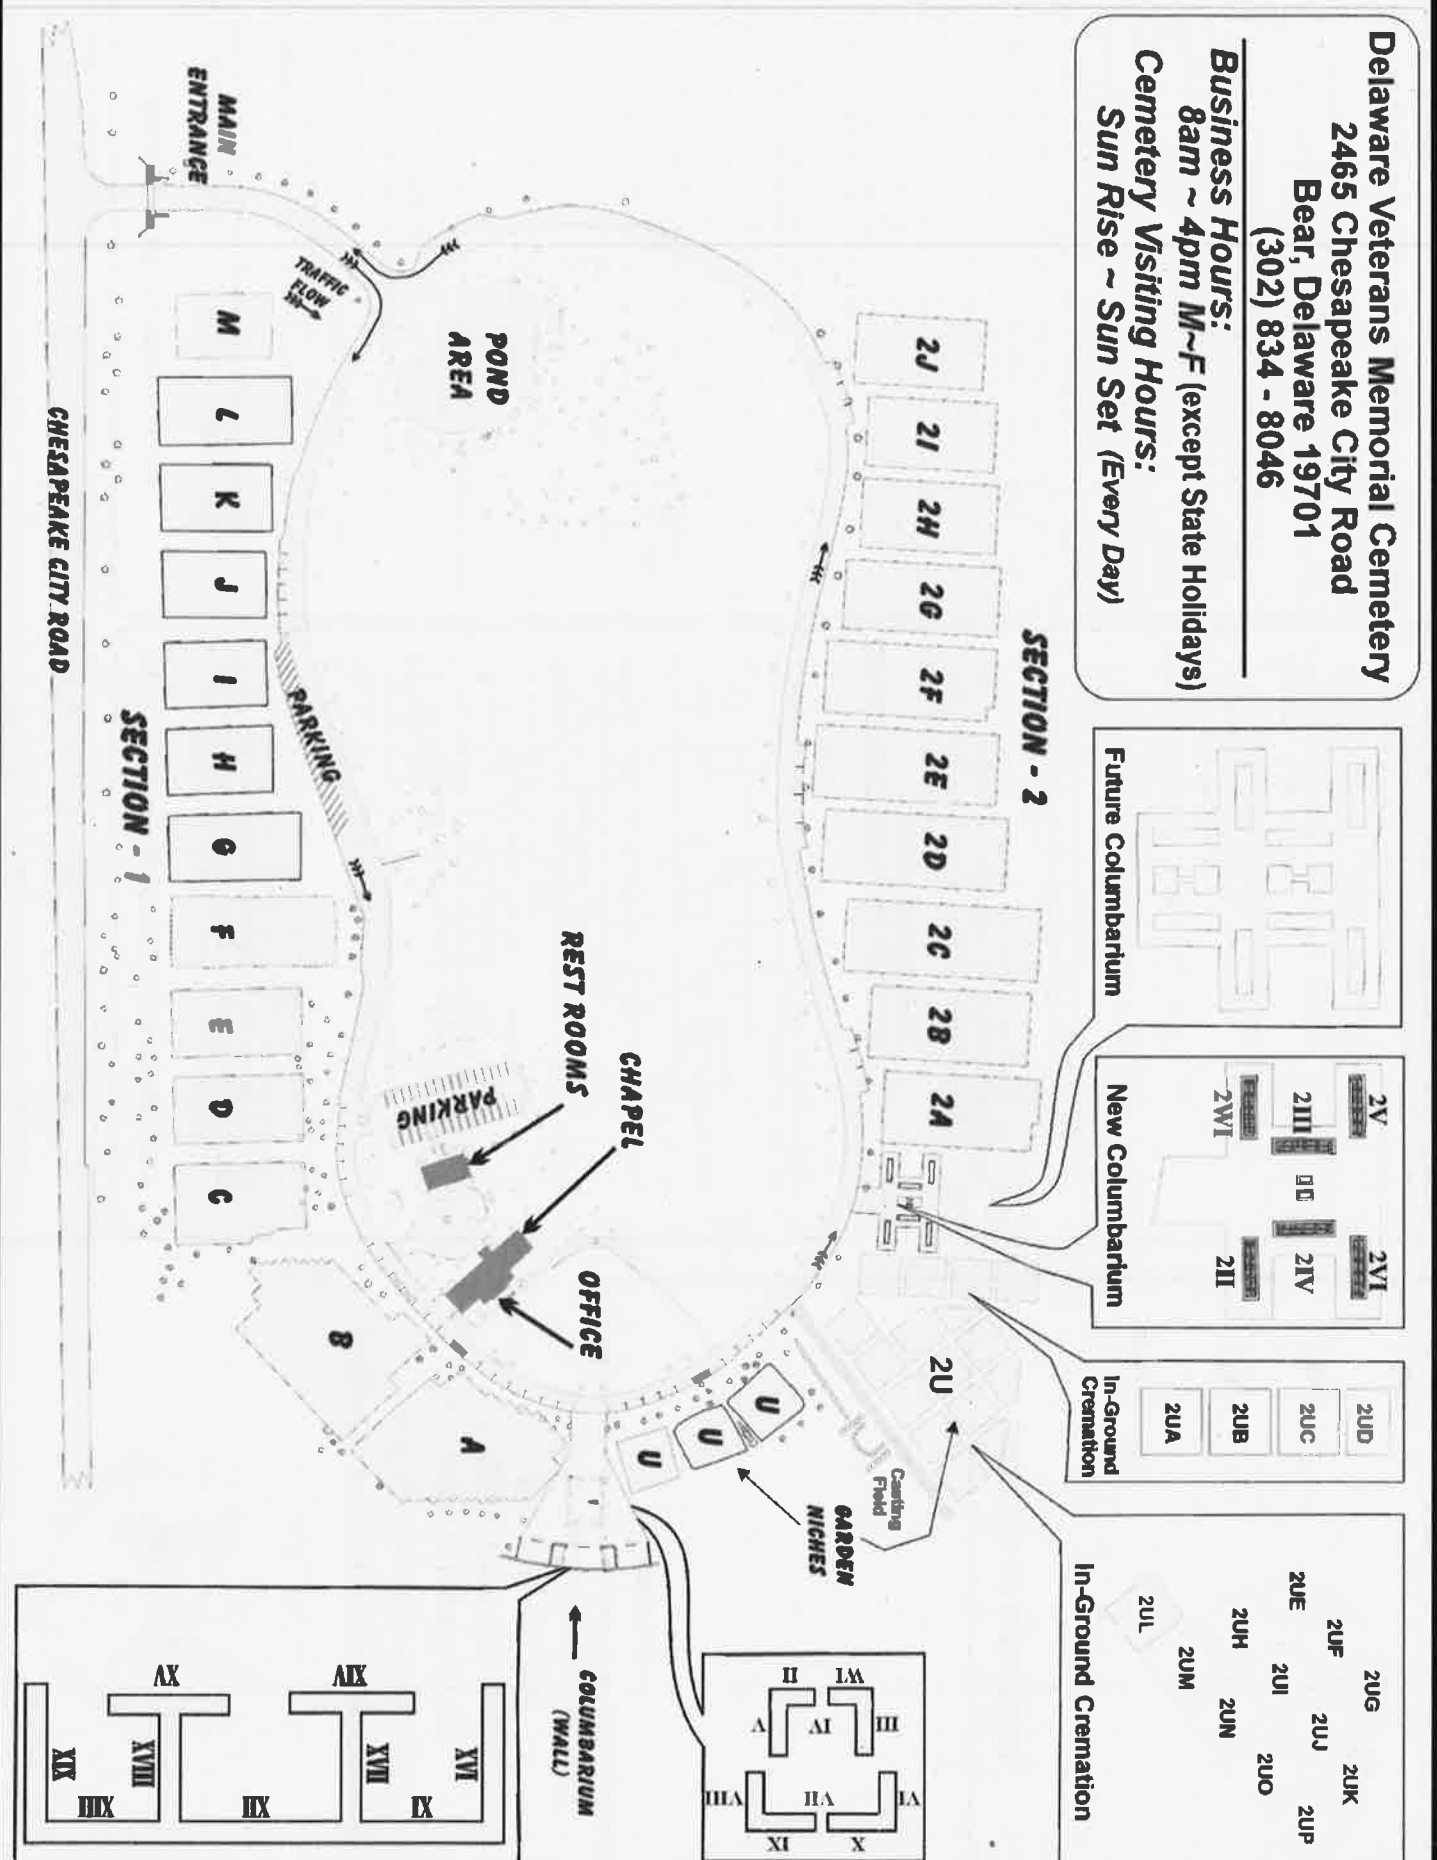 Delaware Veterans Memorial Cemetery
2465 Chesapeake City Road
Bear, Delaware 19701
(302) 834 - 8046
Business Hours:
8am ~ 4pm M~F (except State Holidays)
Cemetery Visiting Hours:
Sun Rise ~ Sun Set (Every Day)
Future Columbarium
2V
2VI
2III
2IV
2WI
2II
New Columbarium
2UD
2UC
2UB
2UA
In-Ground
Cremation
2UG
2UK
2UF
2UJ
2UP
2UE
2UI
2UO
2UH
2UN
2UM
2UL
In-Ground Cremation
SECTION - 2
2J
2I
2H
2G
2F
2E
2D
2C
2B
2A
2U
Casting
Field
GARDEN
NICHES
U
U
U
POND
AREA
REST ROOMS
CHAPEL
OFFICE
PARKING
PARKING
TRAFFIC
FLOW
MAIN
ENTRANCE
M
L
K
J
I
H
G
F
E
D
C
B
A
SECTION - 1
CHESAPEAKE CITY ROAD
COLUMBARIUM
(WALL)
WI
II
III
IV
V
VI
VII
VIII
X
IX
XVI
XI
XVII
XIV
XII
XV
XVIII
XIII
XIX